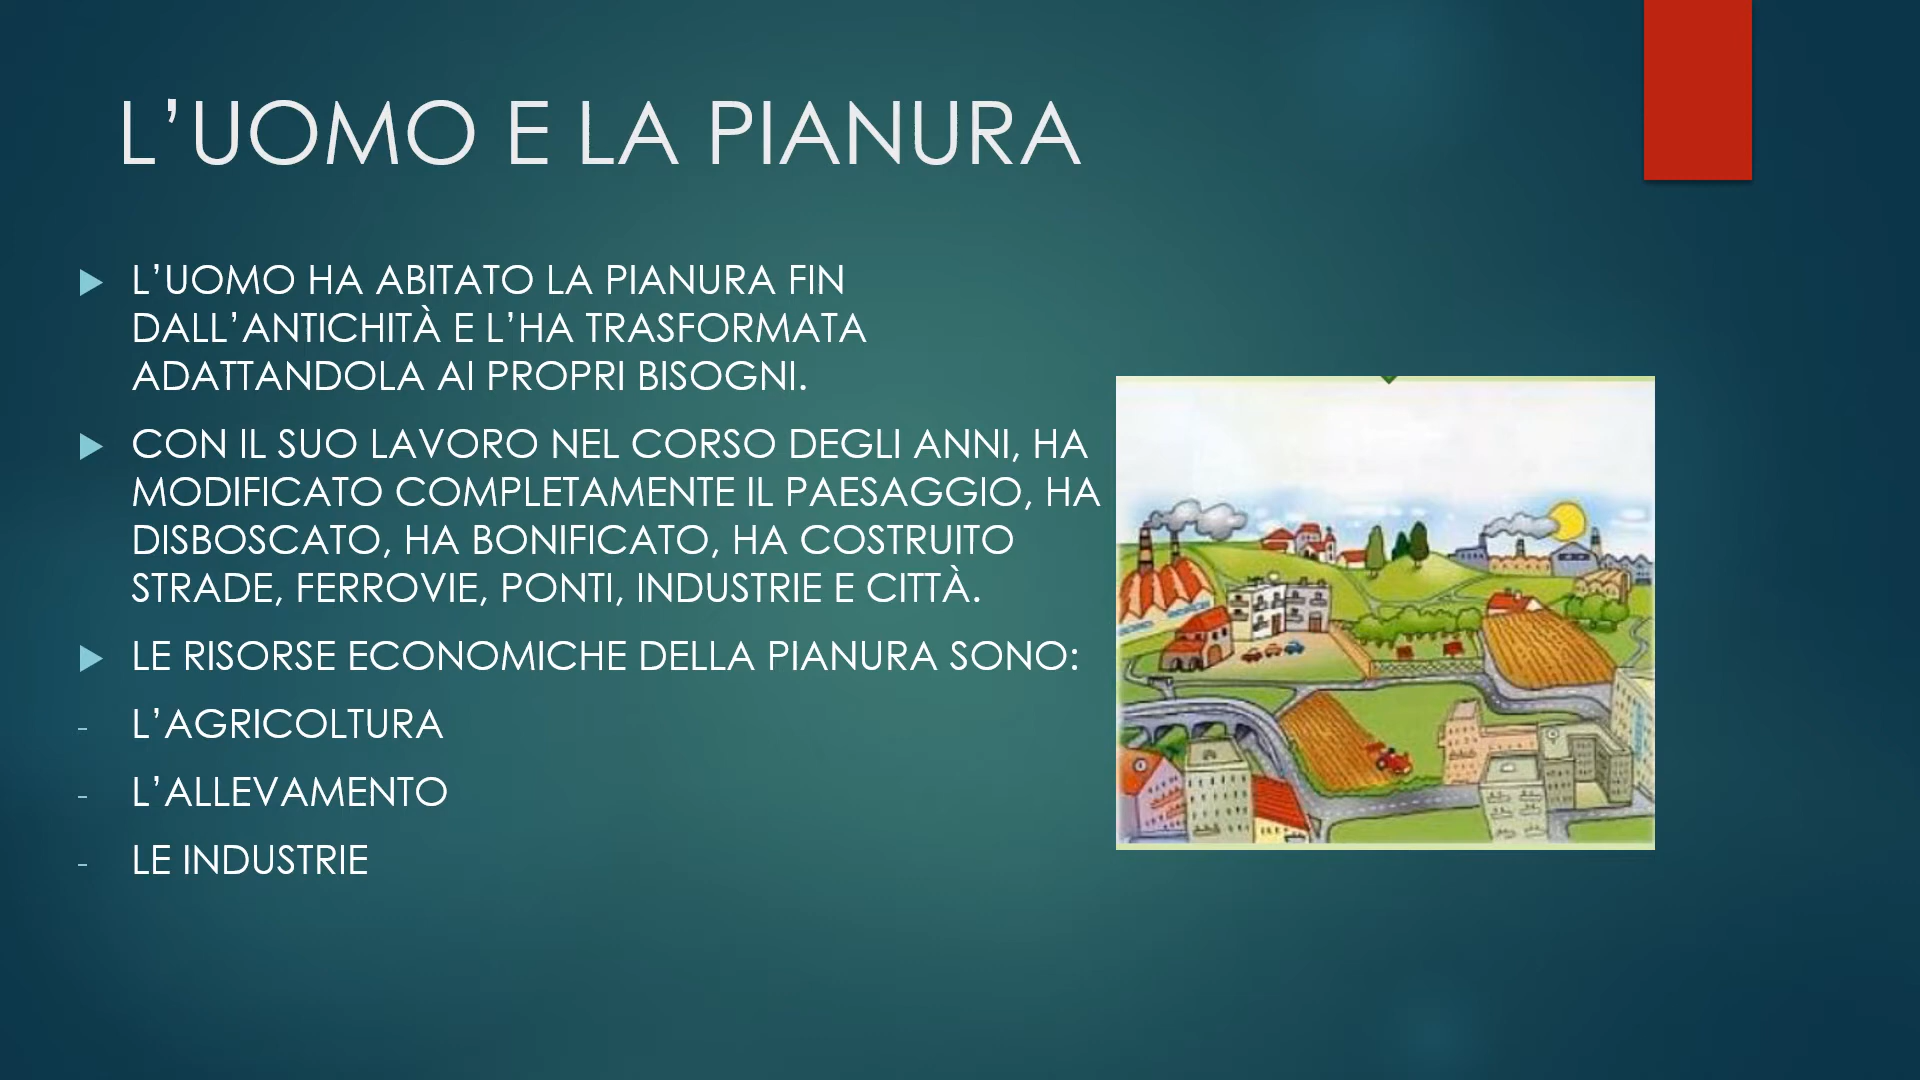 L’UOMO E LA PIANURA
L’UOMO HA ABITATO LA PIANURA FIN
DALL’ANTICHITÀ E L’HA TRASFORMATA
ADATTANDOLA AI PROPRI BISOGNI.
CON IL SUO LAVORO NEL CORSO DEGLI ANNI, HA
MODIFICATO COMPLETAMENTE IL PAESAGGIO, HA
DISBOSCATO, HA BONIFICATO, HA COSTRUITO
STRADE, FERROVIE, PONTI, INDUSTRIE E CITTÀ.
LE RISORSE ECONOMICHE DELLA PIANURA SONO:
- L’AGRICOLTURA
- L’ALLEVAMENTO
- LE INDUSTRIE